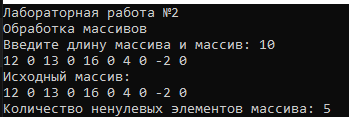 Лабораторная работа №2
Обработка массивов
Введите длину массива и массив: 10
12 0 13 0 16 0 4 0 -2 0
Исходный массив:
12 0 13 0 16 0 4 0 -2 0
Количество ненулевых элементов массива: 5